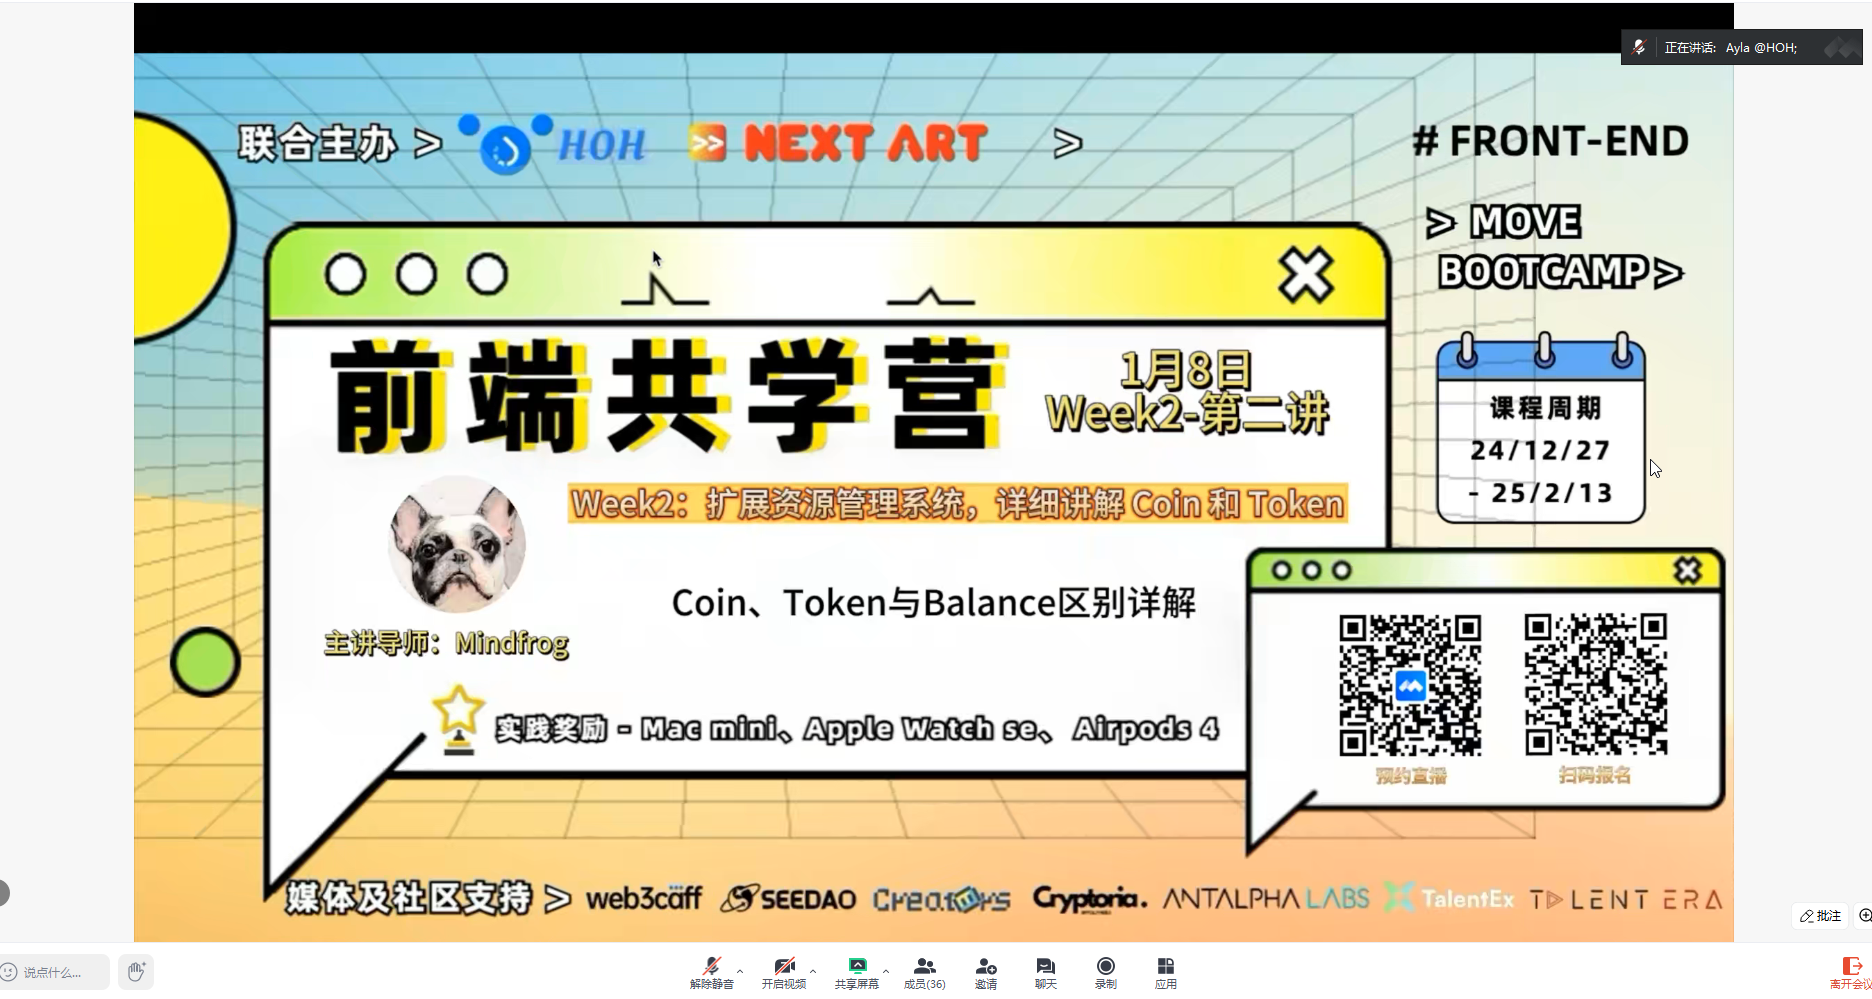 正在讲话: Ayla @HOH;
联合主办 > HOH >> NEXT ART >
# FRONT-END
> MOVE
BOOTCAMP >
前端共学营
1月8日
Week2-第二讲
课程周期
24/12/27
- 25/2/13
Week2：扩展资源管理系统，详细讲解 Coin 和 Token
Coin、Token与Balance区别详解
主讲导师：Mindfrog
实践奖励 - Mac mini、Apple Watch se、 Airpods 4
预约直播
扫码报名
媒体及社区支持 > web3caff SEEDAO Creators Cryptoria. ANTALPHA LABS TalentEx TALENT ERA
批注
说点什么...
解除静音
开启视频
共享屏幕
成员(36)
邀请
聊天
录制
应用
离开会议